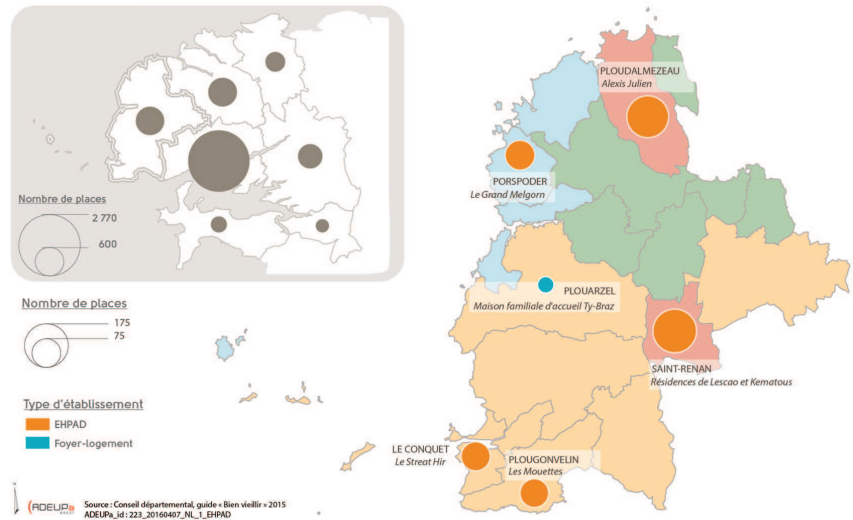 Nombre de places
2 770
600
Nombre de places
175
75
Type d'établissement
EHPAD
Foyer-logement
PLOUDALMEZEAU
Alexis Julien
PORSPODER
Le Grand Melgorn
PLOUARZEL
Maison familiale d'accueil Ty-Braz
SAINT-RENAN
Résidences de Lescao et Kematous
LE CONQUET
Le Streat Hir
PLOUGONVELIN
Les Mouettes
ADEUPa
BREST
Source : Conseil départemental, guide « Bien vieillir » 2015
ADEUPa_id : 223_20160407_NL_1_EHPAD